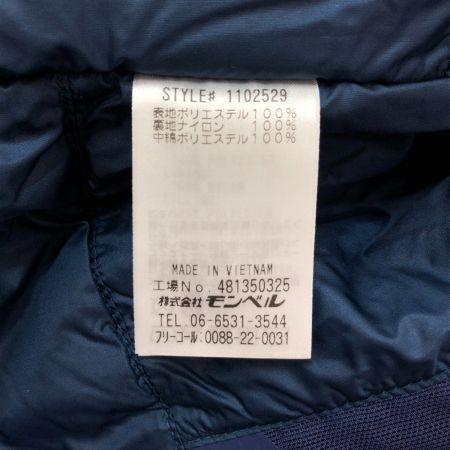 STYLE# 1102529
表地ポリエステル100%
裏地ナイロン 100%
中綿ポリエステル100%
MADE IN VIETNAM
工場No. 481350325
株式会社 モンベル
TEL. 06-6531-3544
フリーコール: 0088-22-0031